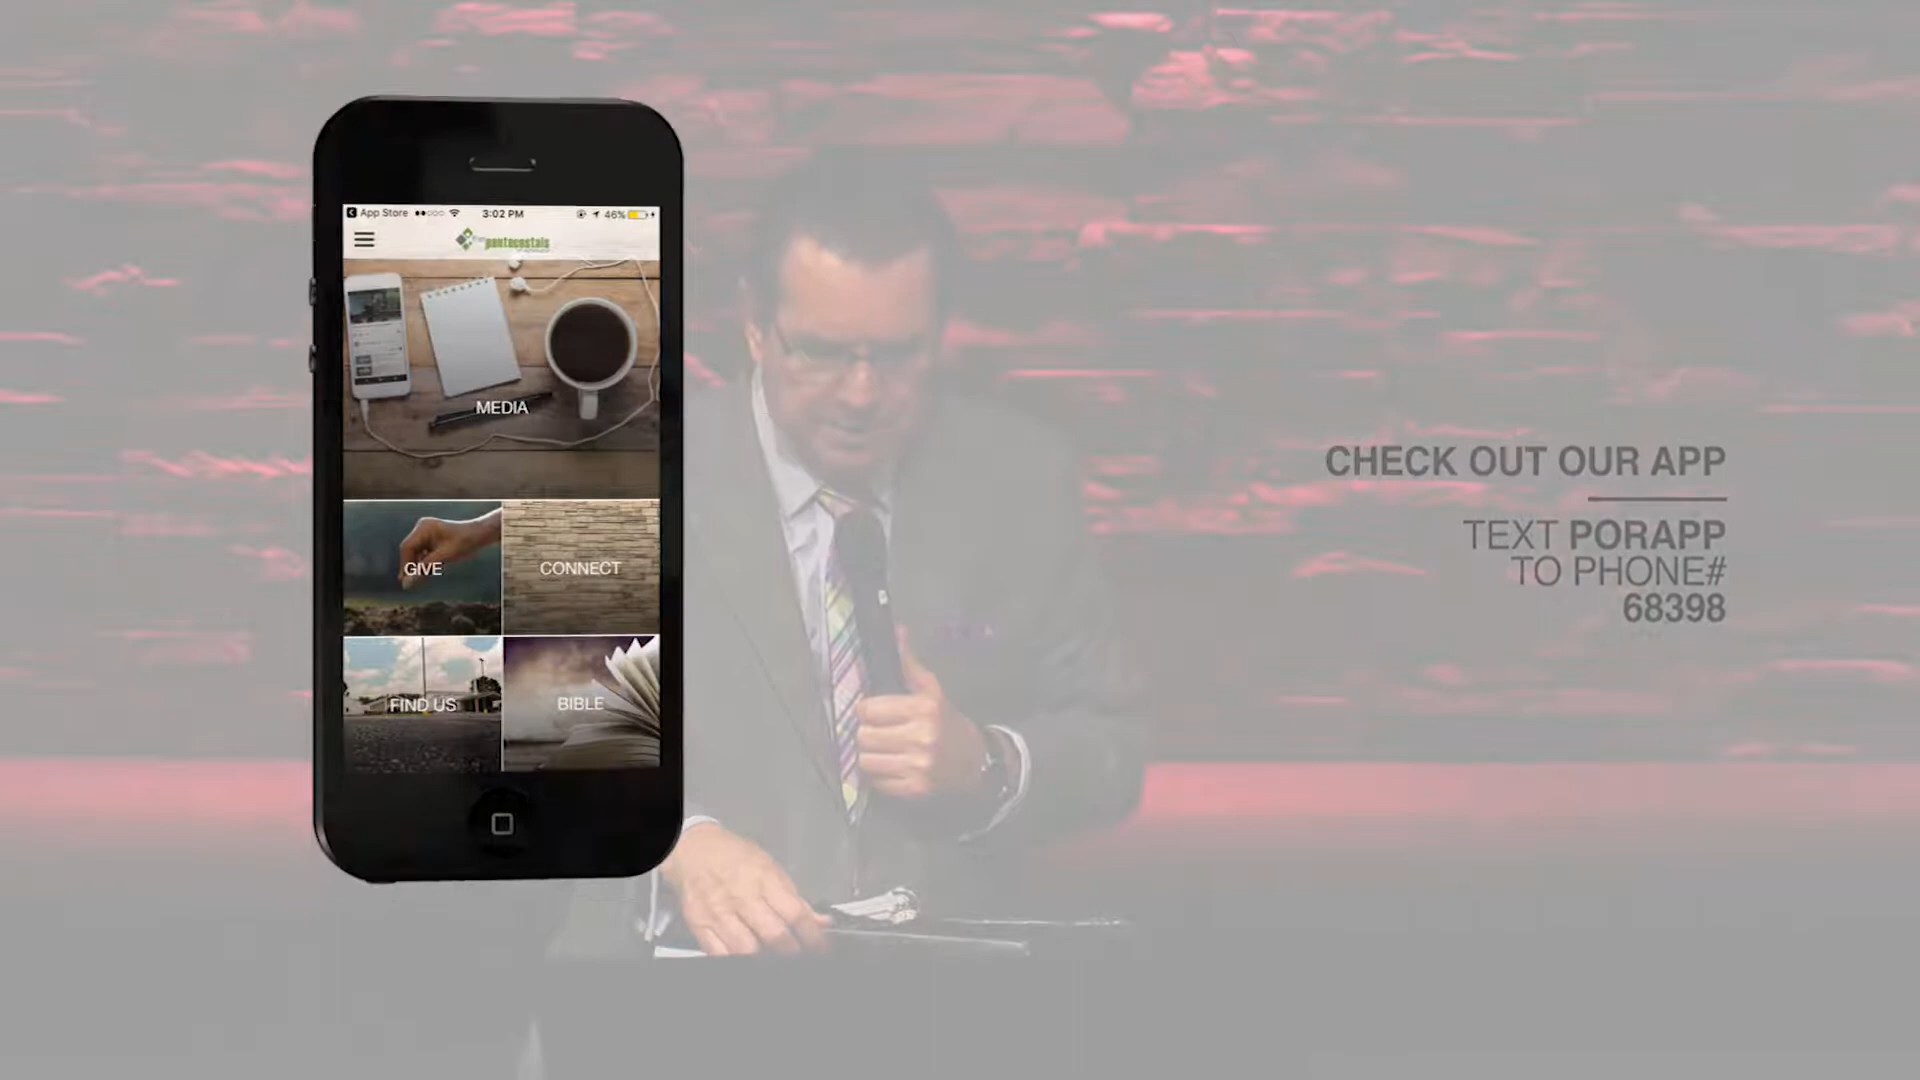 App Store
3:02 PM
46%
pentecostals
MEDIA
GIVE
CONNECT
FIND US
BIBLE
CHECK OUT OUR APP
TEXT PORAPP
TO PHONE#
68398